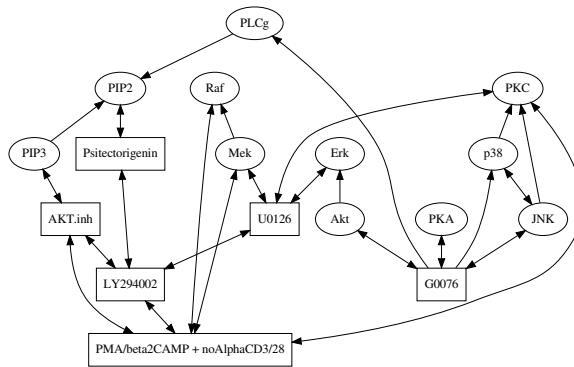 PLCg
PIP2
Raf
PKC
PIP3
Psitectorigenin
Mek
Erk
p38
AKT.inh
U0126
Akt
PKA
JNK
LY294002
G0076
PMA/beta2CAMP + noAlphaCD3/28